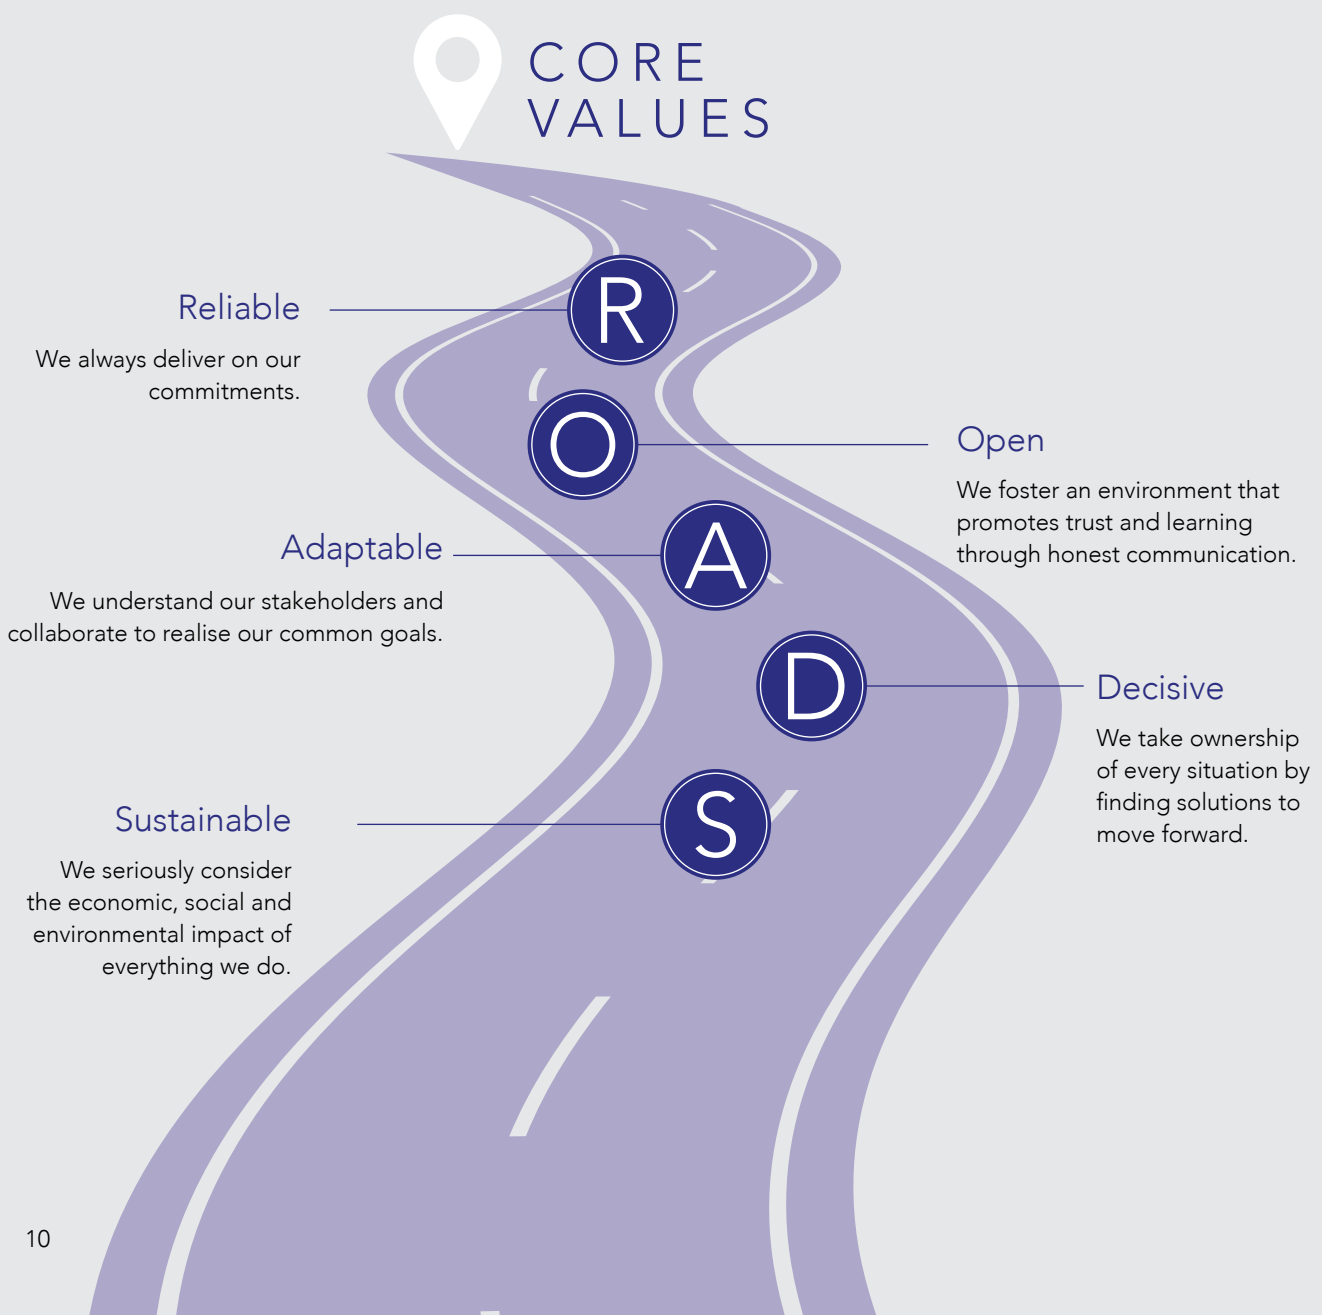 CORE
VALUES
R
Reliable
We always deliver on our
commitments.
O
Open
We foster an environment that
promotes trust and learning
through honest communication.
A
Adaptable
We understand our stakeholders and
collaborate to realise our common goals.
D
Decisive
We take ownership
of every situation by
finding solutions to
move forward.
S
Sustainable
We seriously consider
the economic, social and
environmental impact of
everything we do.
10